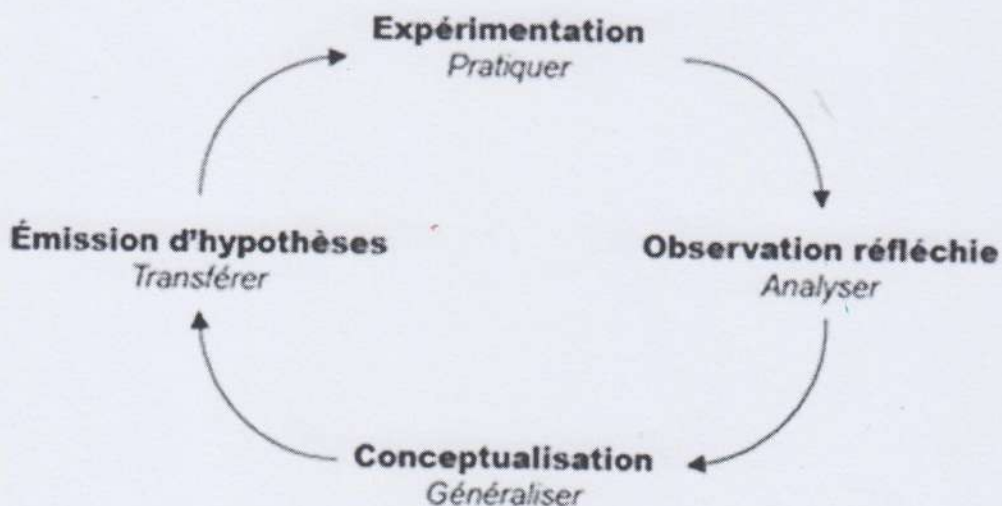 Expérimentation
Pratiquer
Émission d'hypothèses
Transférer
Observation réfléchie
Analyser
Conceptualisation
Généraliser